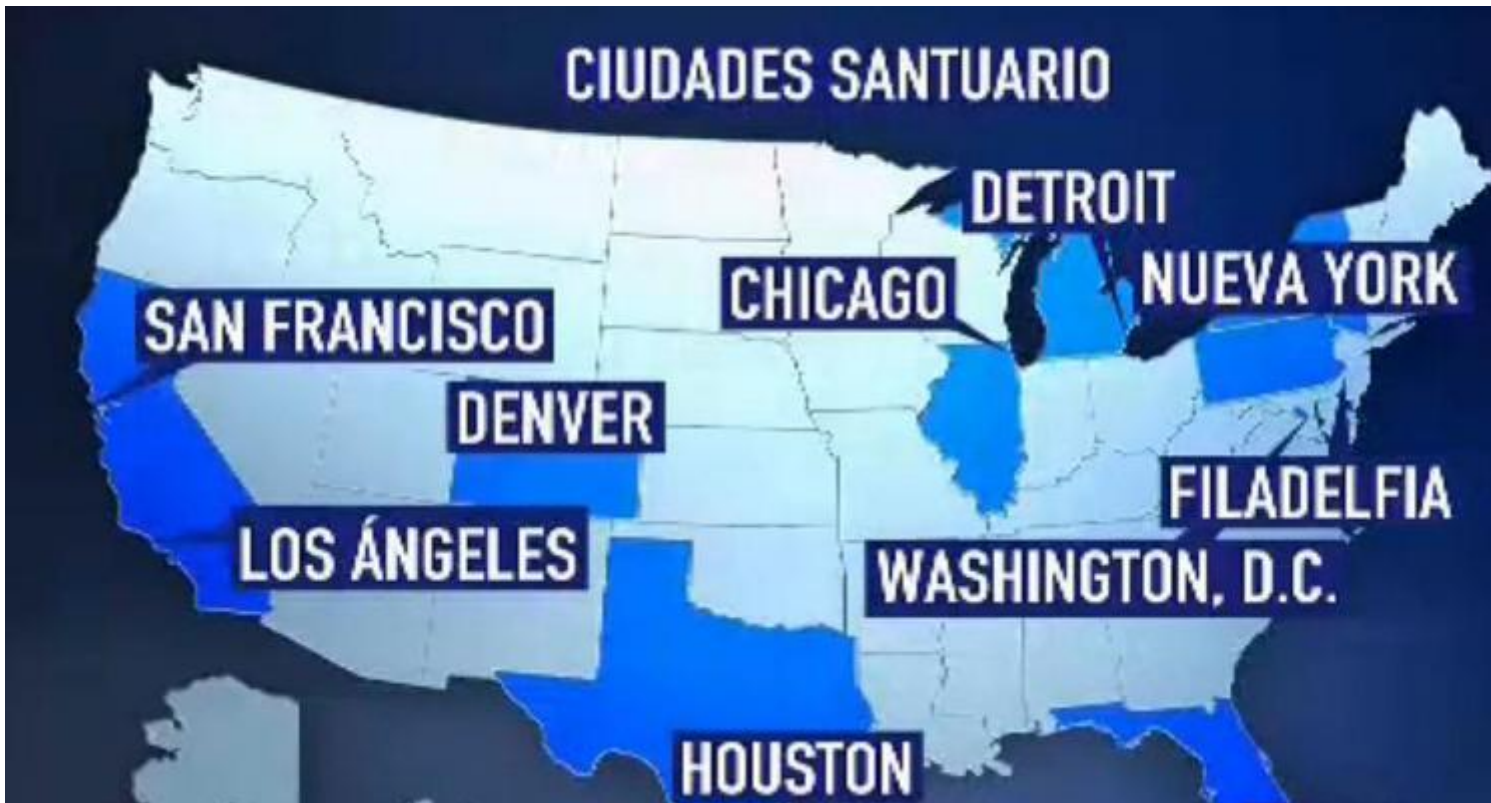 CIUDADES SANTUARIO
DETROIT
CHICAGO
NUEVA YORK
SAN FRANCISCO
DENVER
FILADELFIA
LOS ÁNGELES
WASHINGTON, D.C.
HOUSTON